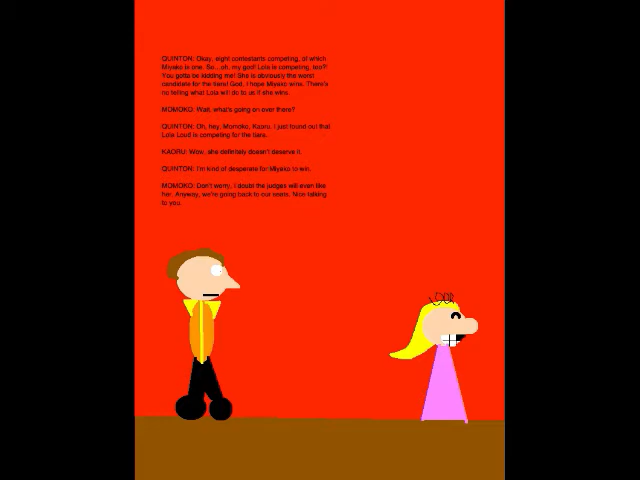 QUINTON: Okay, eight contestants competing, of which
Miyako is one. So...oh, my god! Lola is competing, too?!
You gotta be kidding me! She is obviously the worst
candidate for the tiara! God, I hope Miyako wins. There's
no telling what Lola will do to us if she wins.
MOMOKO: Wait, what's going on over there?
QUINTON: Oh, hey, Momoko, Kaoru. I just found out that
Lola Loud is competing for the tiara.
KAORU: Wow, she definitely doesn't deserve it.
QUINTON: I'm kind of desperate for Miyako to win.
MOMOKO: Don't worry, I doubt the judges will even like
her. Anyway, we're going back to our seats. Nice talking
to you.